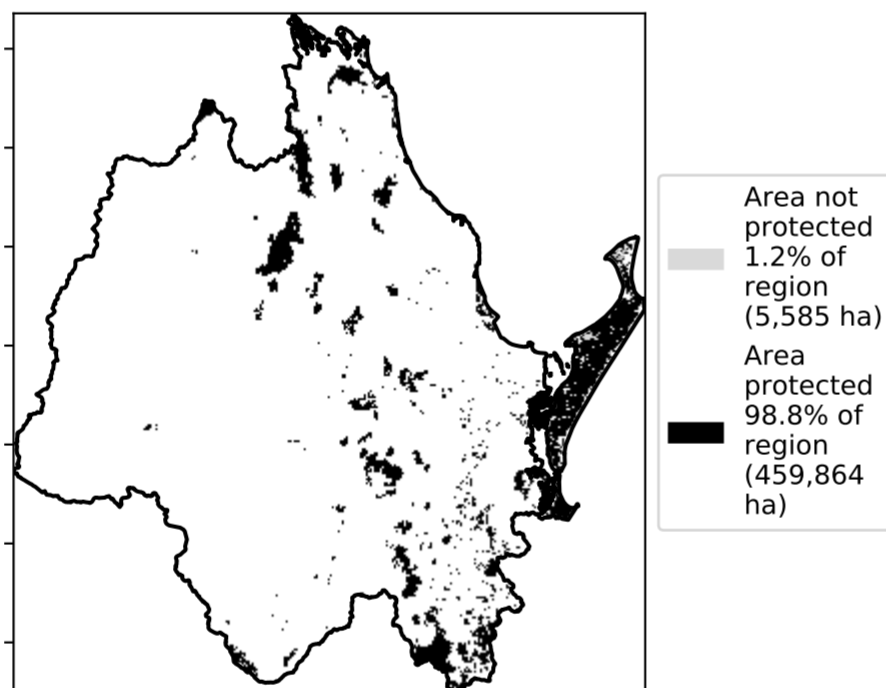 Area not
protected
1.2% of
region
(5,585 ha)
Area
protected
98.8% of
region
(459,864
ha)